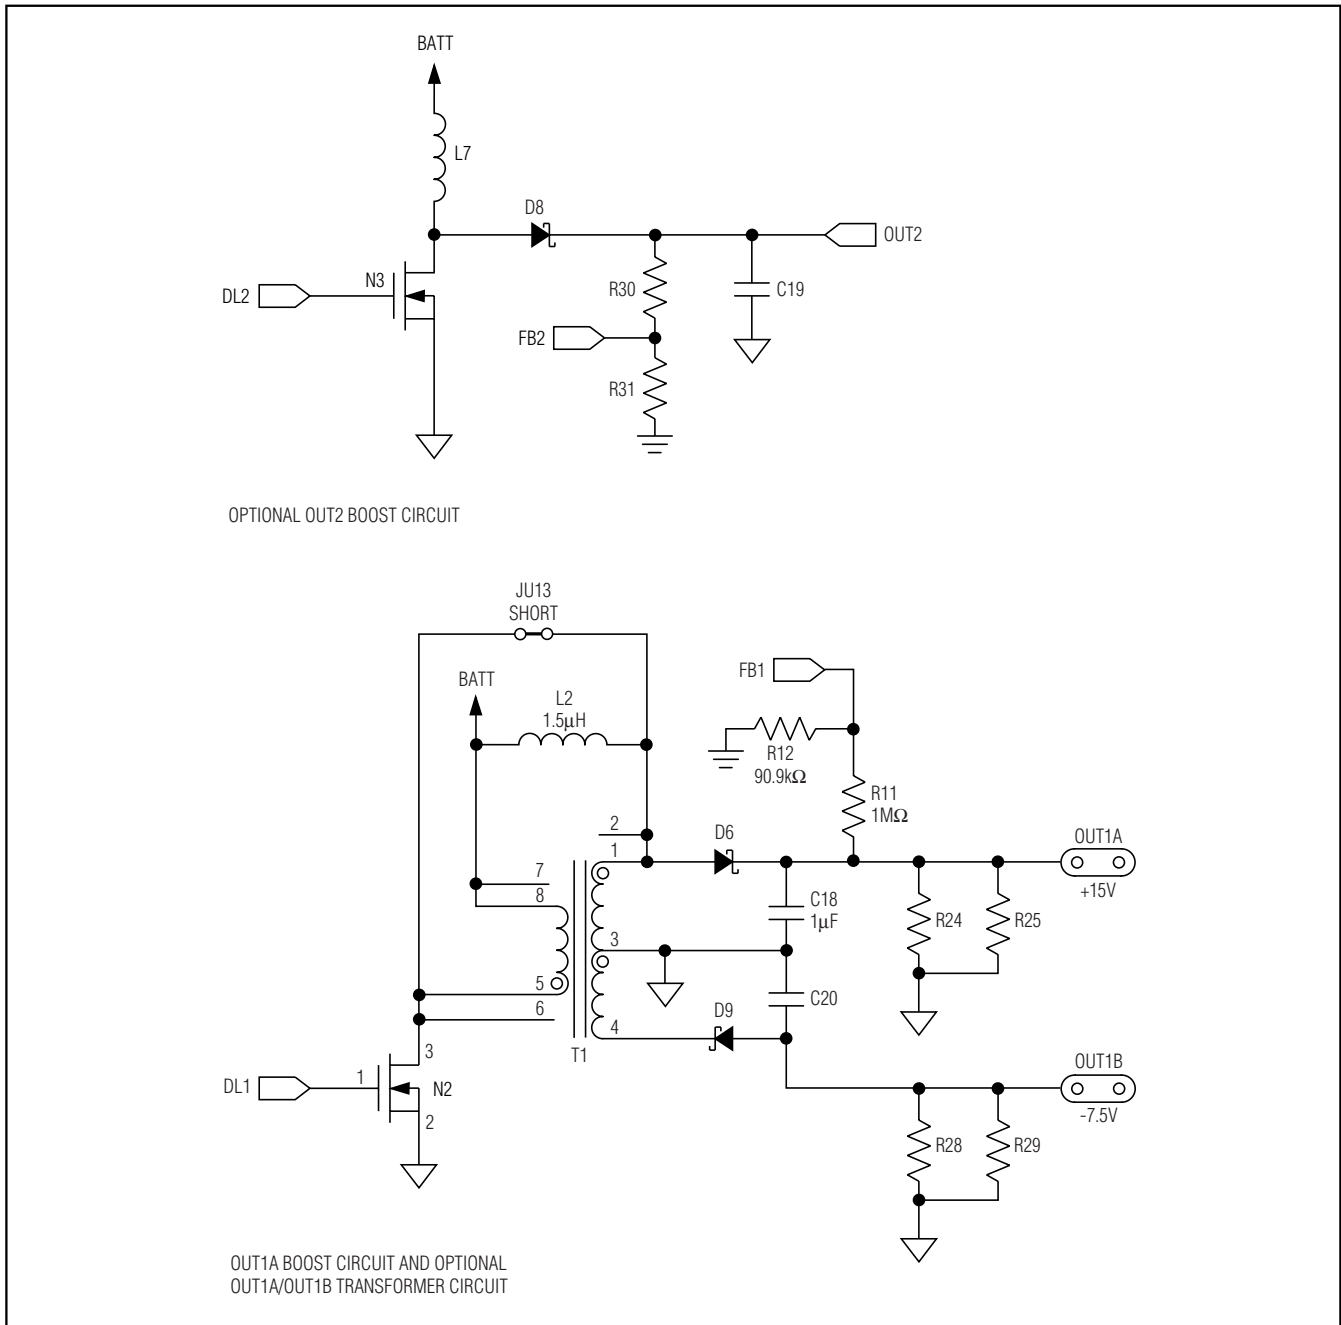 BATT
L7
D8
OUT2
N3
DL2
R30
C19
FB2
R31
OPTIONAL OUT2 BOOST CIRCUIT
JU13
SHORT
BATT
L2
1.5μH
FB1
R12
90.9kΩ
R11
1MΩ
2
1
D6
OUT1A
+15V
7
8
C18
1μF
R24
R25
3
5
6
C20
D9
4
T1
OUT1B
-7.5V
3
DL1
1
N2
2
R28
R29
OUT1A BOOST CIRCUIT AND OPTIONAL
OUT1A/OUT1B TRANSFORMER CIRCUIT